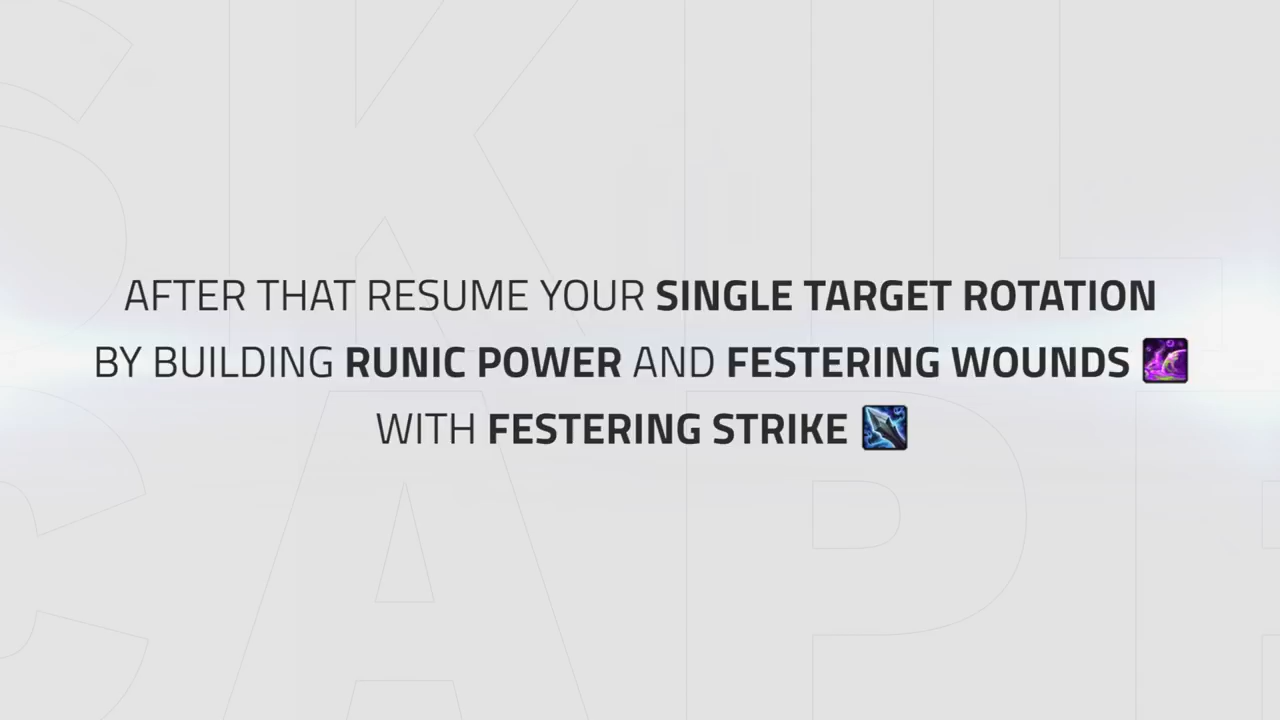 AFTER THAT RESUME YOUR SINGLE TARGET ROTATION
BY BUILDING RUNIC POWER AND FESTERING WOUNDS
WITH FESTERING STRIKE